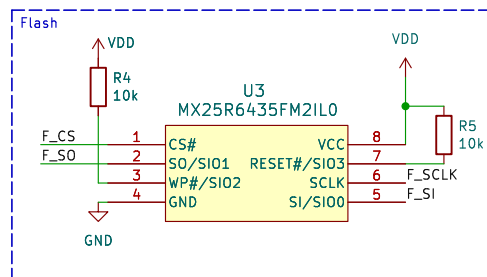 Flash
VDD
VDD
R4
10k
U3
MX25R6435FM2IL0
R5
10k
F_CS
1
CS#
VCC
8
F_SO
2
SO/SIO1
RESET#/SIO3
7
3
WP#/SIO2
SCLK
6
F_SCLK
4
GND
SI/SIO0
5
F_SI
GND